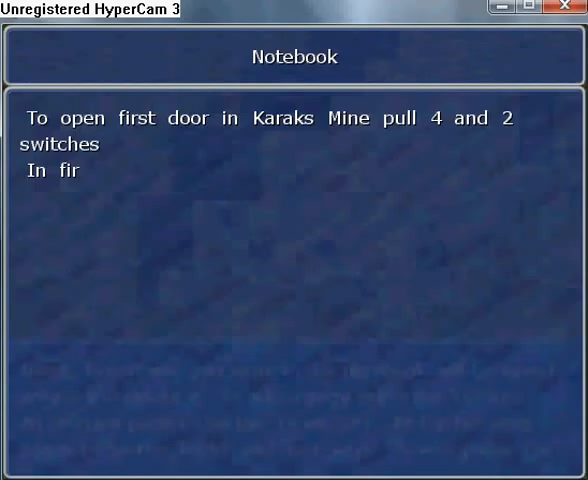 Unregistered HyperCam 3
Notebook
To open first door in Karaks Mine pull 4 and 2
switches
In fir